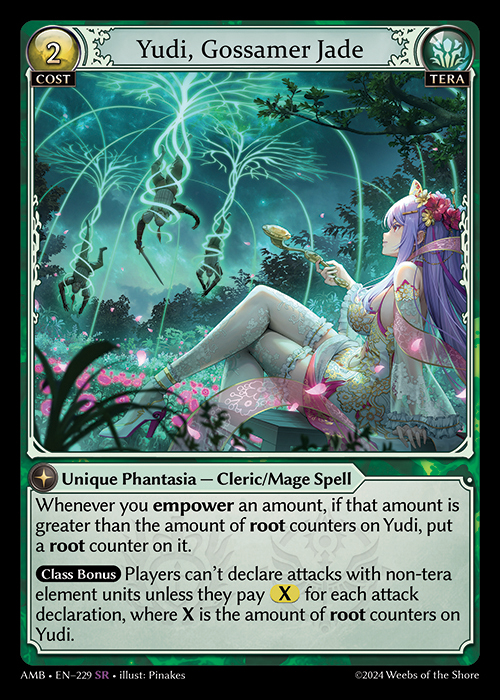 2
Yudi, Gossamer Jade
COST
TERA
Unique Phantasia — Cleric/Mage Spell
Whenever you empower an amount, if that amount is
greater than the amount of root counters on Yudi, put
a root counter on it.
Class Bonus Players can't declare attacks with non-tera
element units unless they pay X for each attack
declaration, where X is the amount of root counters on
Yudi.
AMB • EN–229 SR • illust: Pinakes
©2024 Weebs of the Shore